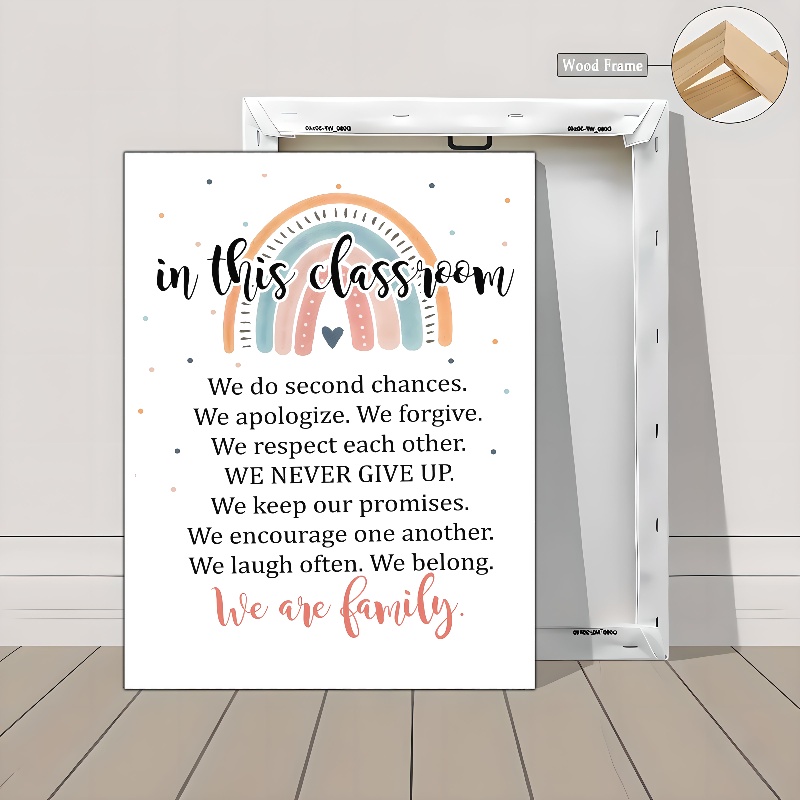 Wood Frame
in this classroom
We do second chances.
We apologize. We forgive.
We respect each other.
WE NEVER GIVE UP.
We keep our promises.
We encourage one another.
We laugh often. We belong.
We are family.